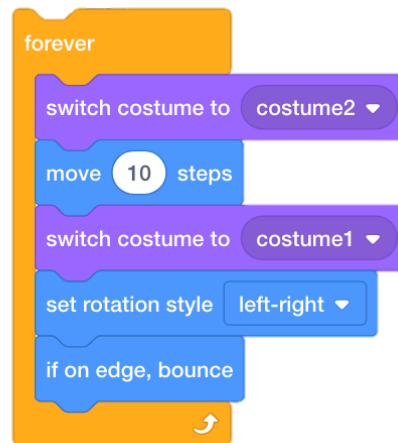 forever
switch costume to costume2
move 10 steps
switch costume to costume1
set rotation style left-right
if on edge, bounce